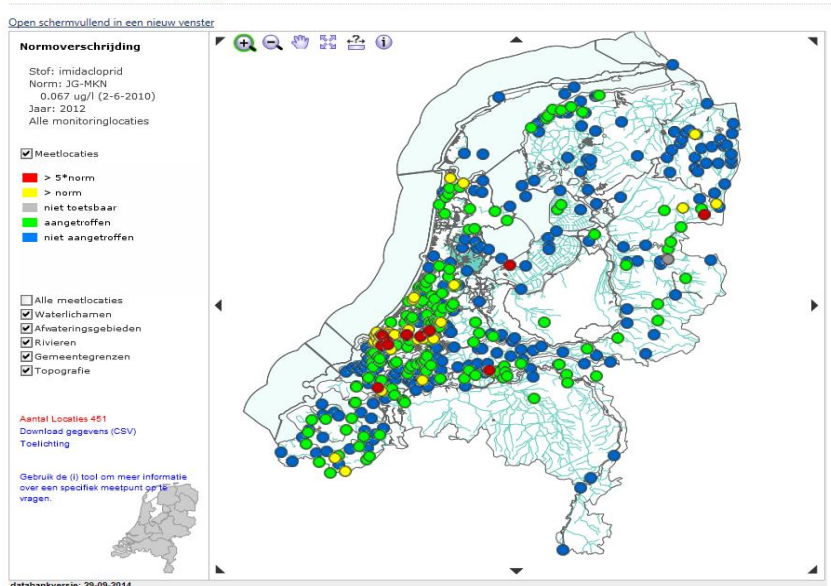 Open schermvullend in een nieuw venster
Normoverschrijding
Stof: imidacloprid
Norm: JG-MKN
0.067 ug/l (2-6-2010)
Jaar: 2012
Alle monitoringlocaties
Meetlocaties
> 5*norm
> norm
niet toetsbaar
aangetroffen
niet aangetroffen
Alle meetlocaties
Waterlichamen
Afwateringsgebieden
Rivieren
Gemeentegrenzen
Topografie
Aantal Locaties 451
Download gegevens (CSV)
Toelichting
Gebruik de (i) tool om meer informatie
over een specifiek meetpunt op te
vragen.
databankversie: 29-09-2014